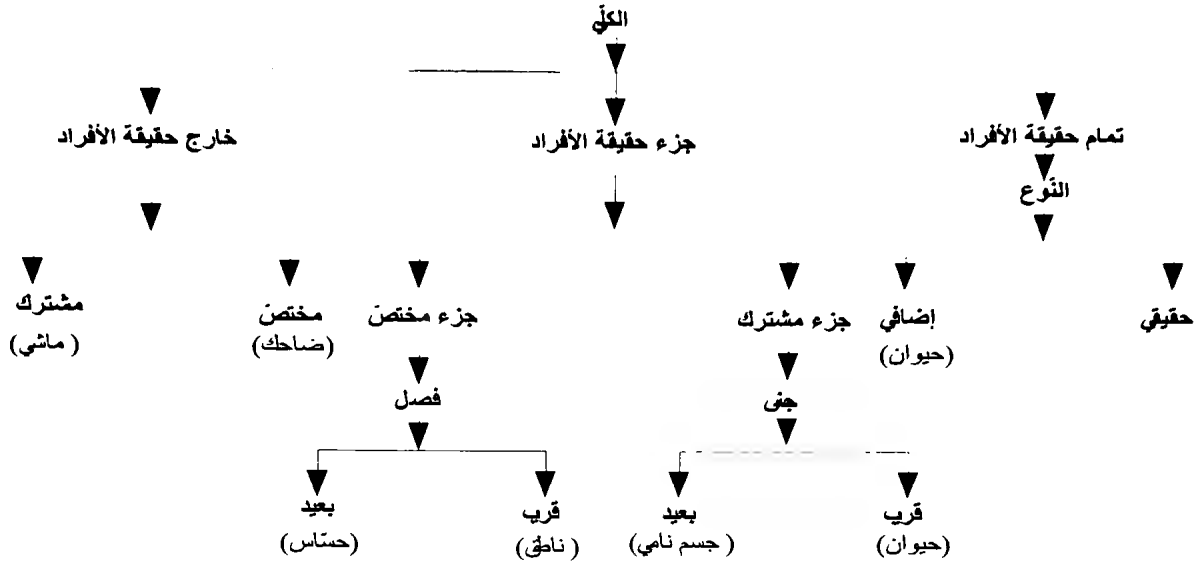 الكلّي
تمام حقيقة الأفراد
جزء حقيقة الأفراد
خارج حقيقة الأفراد
النّوع
حقيقي
إضافي
(حيوان)
جزء مشترك
جزء مختصّ
مختصّ
(ضاحك)
مشترك
(ماشي)
جنى
فصل
قريب
(حيوان)
بعيد
(جسم نامي)
قريب
(ناطق)
بعيد
(حسّاس)